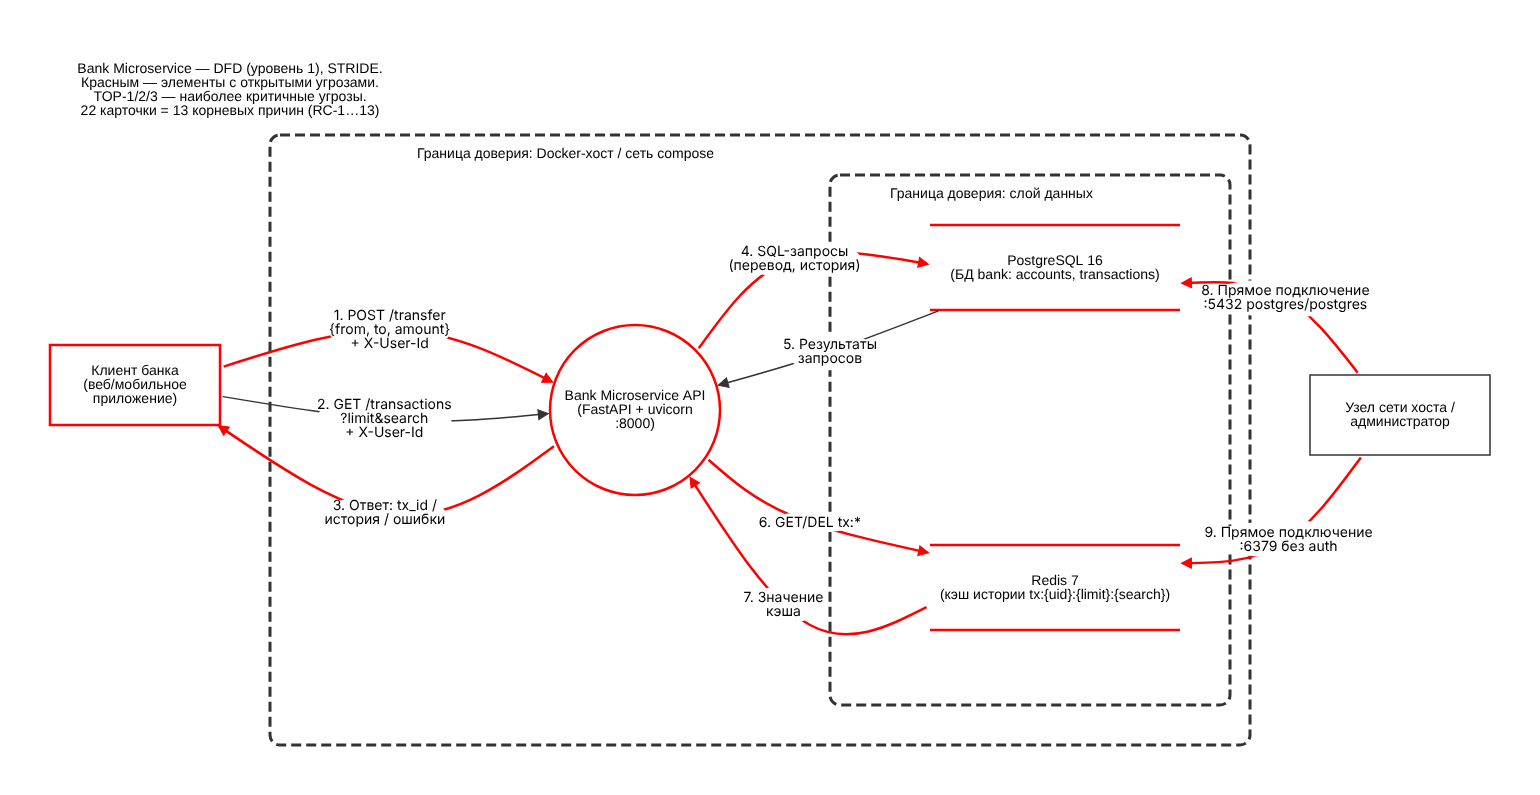 Bank Microservice — DFD (уровень 1), STRIDE.
Красным — элементы с открытыми угрозами.
TOP-1/2/3 — наиболее критичные угрозы.
22 карточки = 13 корневых причин (RC-1…13)
Граница доверия: Docker-хост / сеть compose
Граница доверия: слой данных
4. SQL-запросы
(перевод, история)
PostgreSQL 16
(БД bank: accounts, transactions)
8. Прямое подключение
:5432 postgres/postgres
1. POST /transfer
{from, to, amount}
+ X-User-Id
5. Результаты
запросов
Клиент банка
(веб/мобильное
приложение)
2. GET /transactions
?limit&search
+ X-User-Id
Bank Microservice API
(FastAPI + uvicorn
:8000)
Узел сети хоста /
администратор
3. Ответ: tx_id /
история / ошибки
6. GET/DEL tx:*
9. Прямое подключение
:6379 без auth
Redis 7
(кэш истории tx:{uid}:{limit}:{search})
7. Значение
кэша